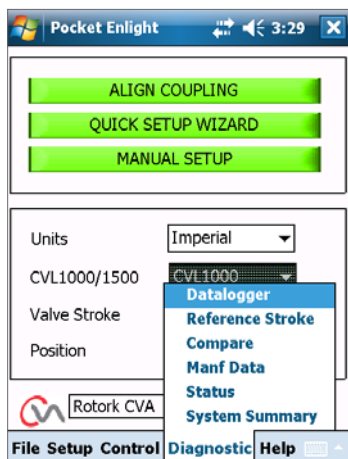 Pocket Enlight 3:29
ALIGN COUPLING
QUICK SETUP WIZARD
MANUAL SETUP
Units Imperial
CVL1000/1500 CVL1000
Datalogger
Valve Stroke
Reference Stroke
Compare
Position
Manf Data
Status
Rotork CVA
System Summary
File Setup Control Diagnostic Help